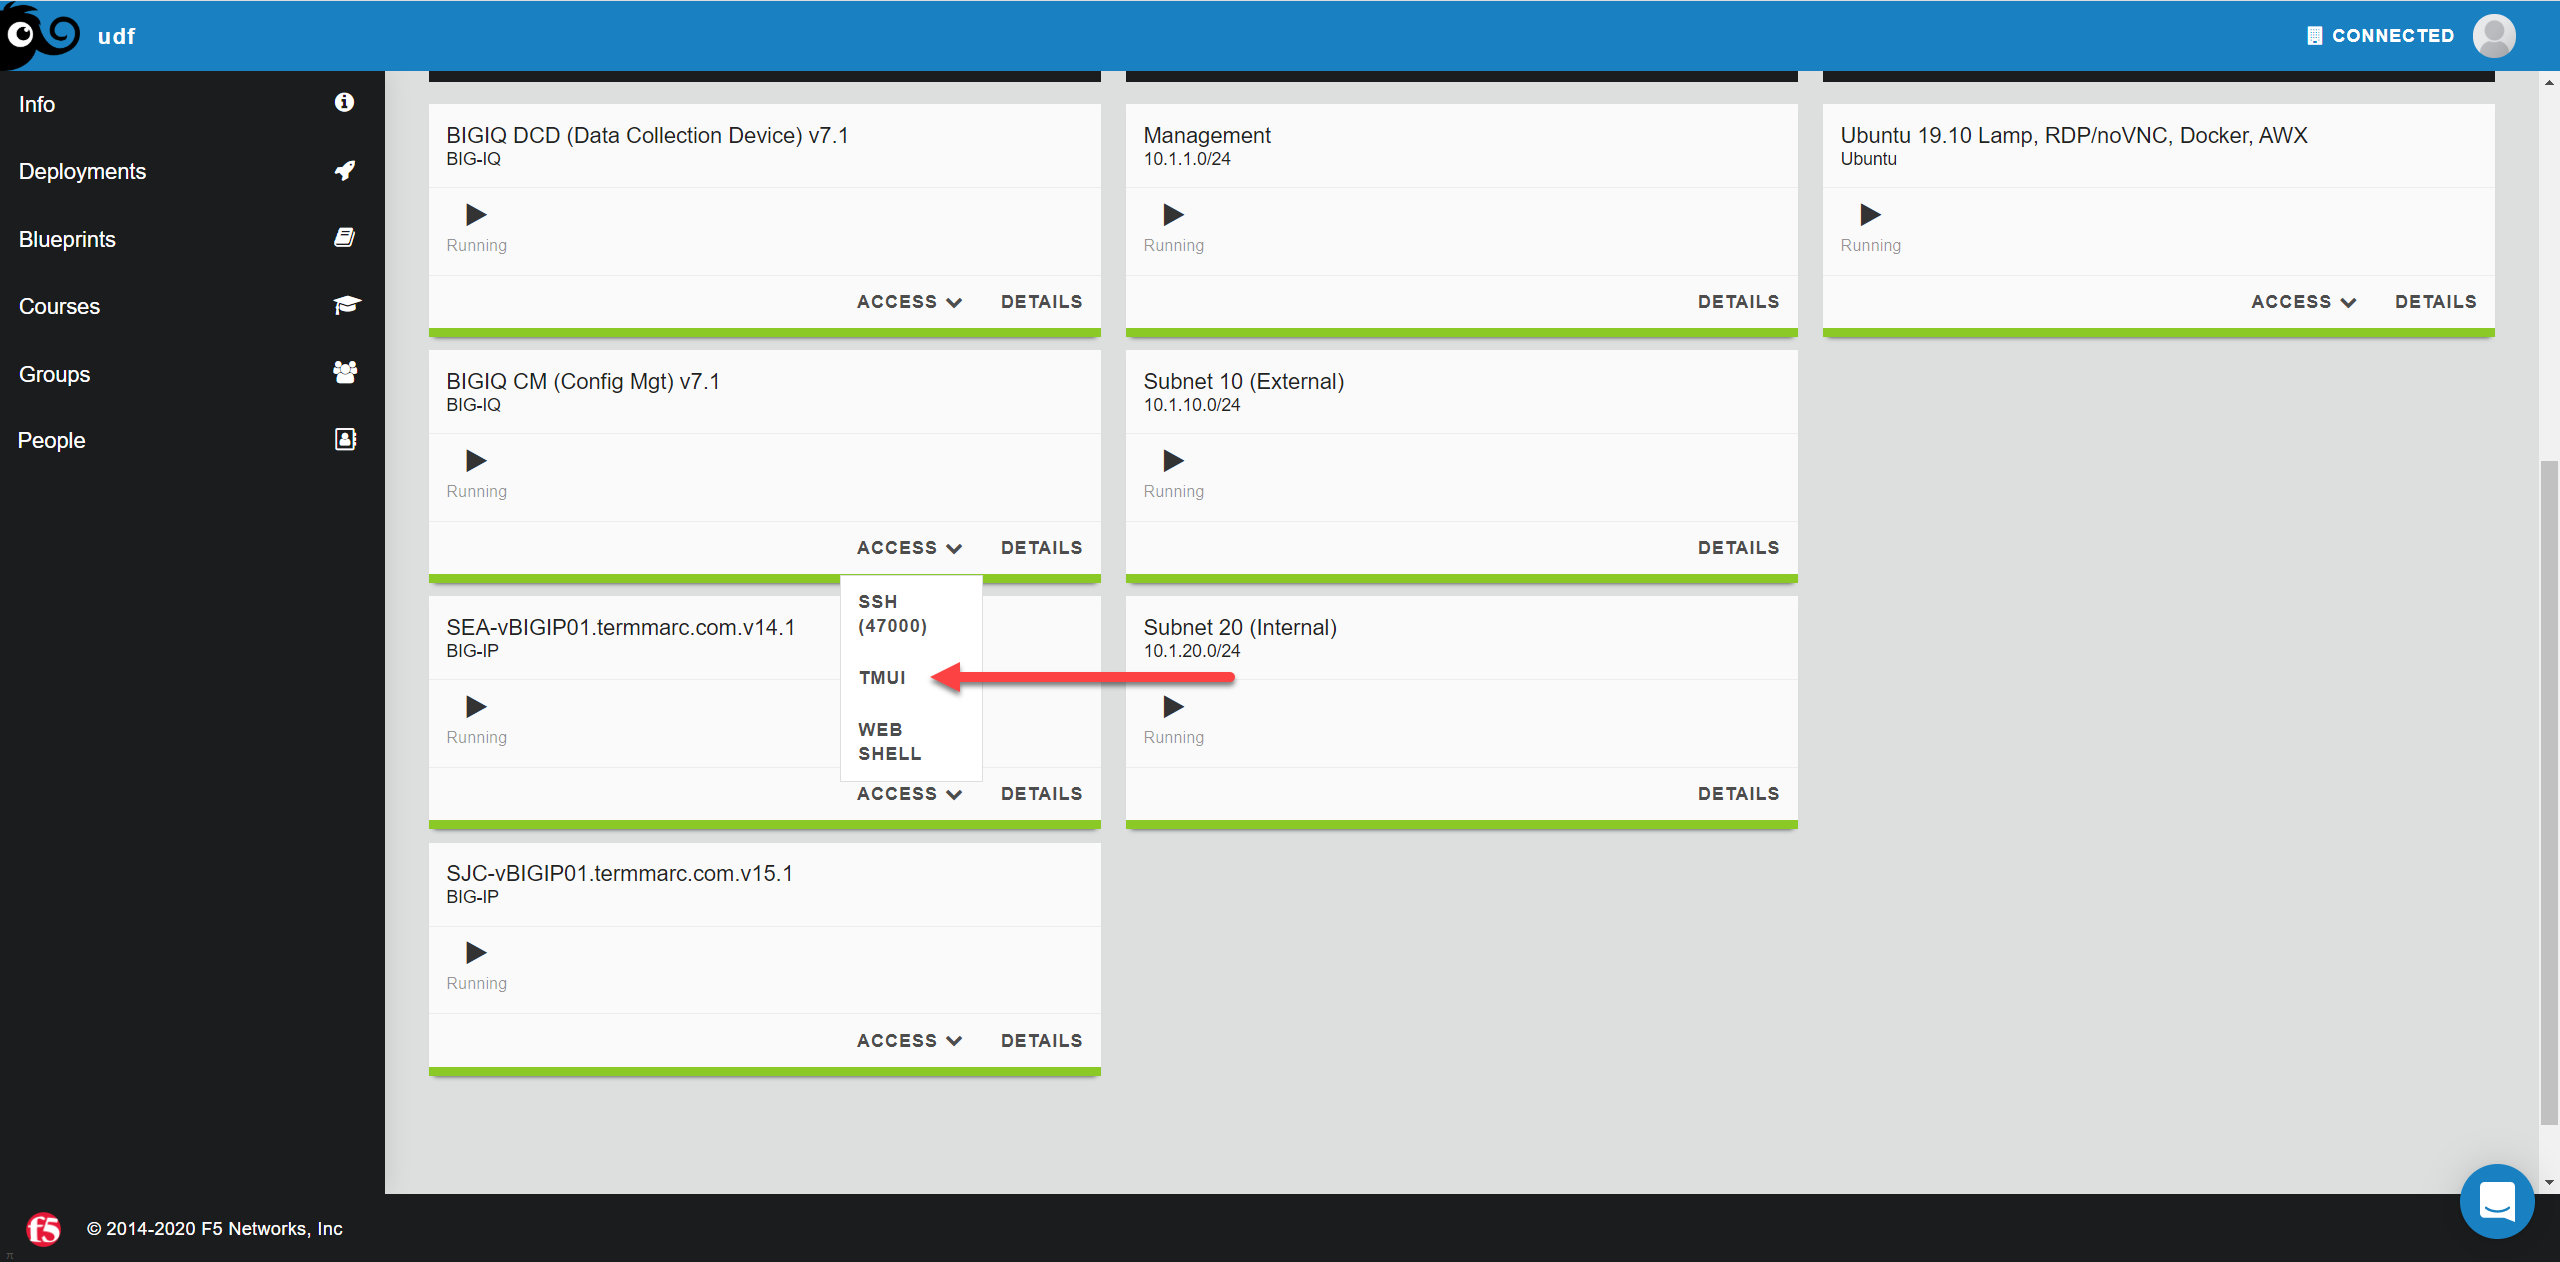 udf
CONNECTED
Info
Deployments
Blueprints
Courses
Groups
People
BIGIQ DCD (Data Collection Device) v7.1
BIG-IQ
Running
ACCESS DETAILS
BIGIQ CM (Config Mgt) v7.1
BIG-IQ
Running
ACCESS DETAILS
SSH
(47000)
TMUI
WEB
SHELL
SEA-vBIGIP01.termmarc.com.v14.1
BIG-IP
Running
ACCESS DETAILS
SJC-vBIGIP01.termmarc.com.v15.1
BIG-IP
Running
ACCESS DETAILS
Management
10.1.1.0/24
Running
DETAILS
Subnet 10 (External)
10.1.10.0/24
Running
DETAILS
Subnet 20 (Internal)
10.1.20.0/24
Running
DETAILS
Ubuntu 19.10 Lamp, RDP/noVNC, Docker, AWX
Ubuntu
Running
ACCESS DETAILS
f5
© 2014-2020 F5 Networks, Inc
π